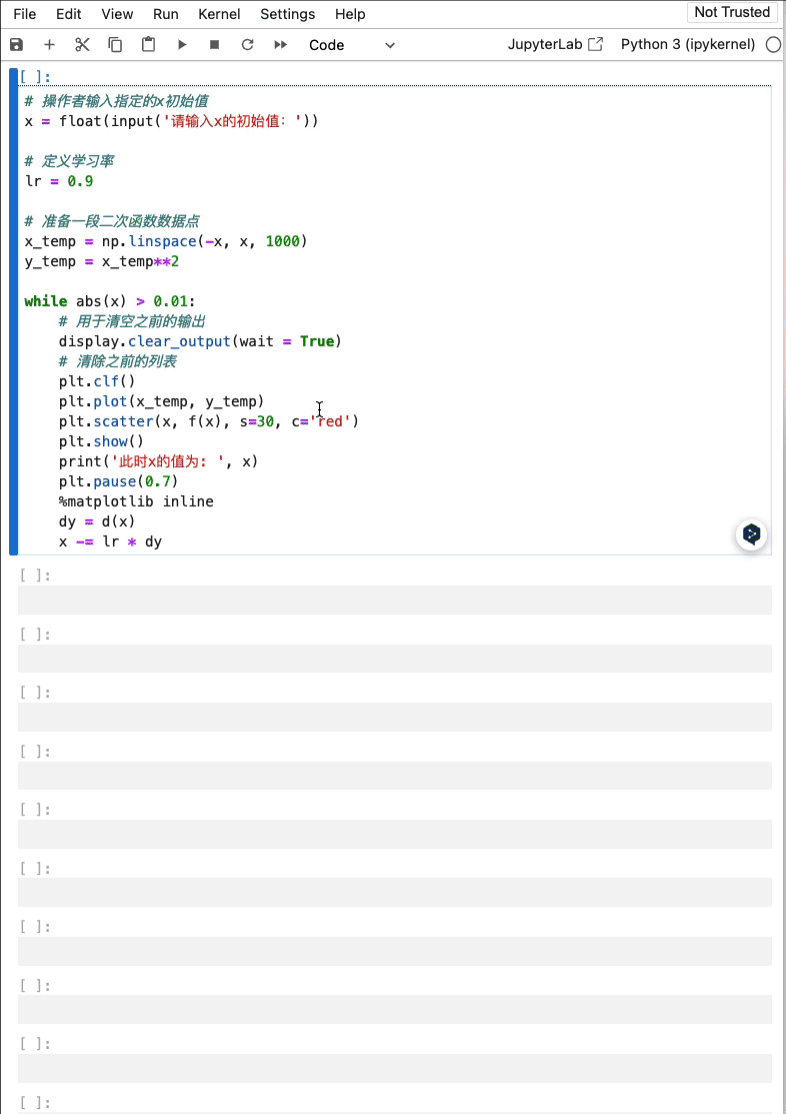 File Edit View Run Kernel Settings Help Not Trusted
Code JupyterLab Python 3 (ipykernel)
[ ]:
# 操作者输入指定的x初始值
x = float(input('请输入x的初始值: '))
# 定义学习率
lr = 0.9
# 准备一段二次函数数据点
x_temp = np.linspace(-x, x, 1000)
y_temp = x_temp**2
while abs(x) > 0.01:
    # 用于清空之前的输出
    display.clear_output(wait = True)
    # 清除之前的列表
    plt.clf()
    plt.plot(x_temp, y_temp)
    plt.scatter(x, f(x), s=30, c='red')
    plt.show()
    print('此时x的值为: ', x)
    plt.pause(0.7)
    %matplotlib inline
    dy = d(x)
    x -= lr * dy
[ ]:
[ ]:
[ ]:
[ ]:
[ ]:
[ ]:
[ ]:
[ ]:
[ ]:
[ ]: